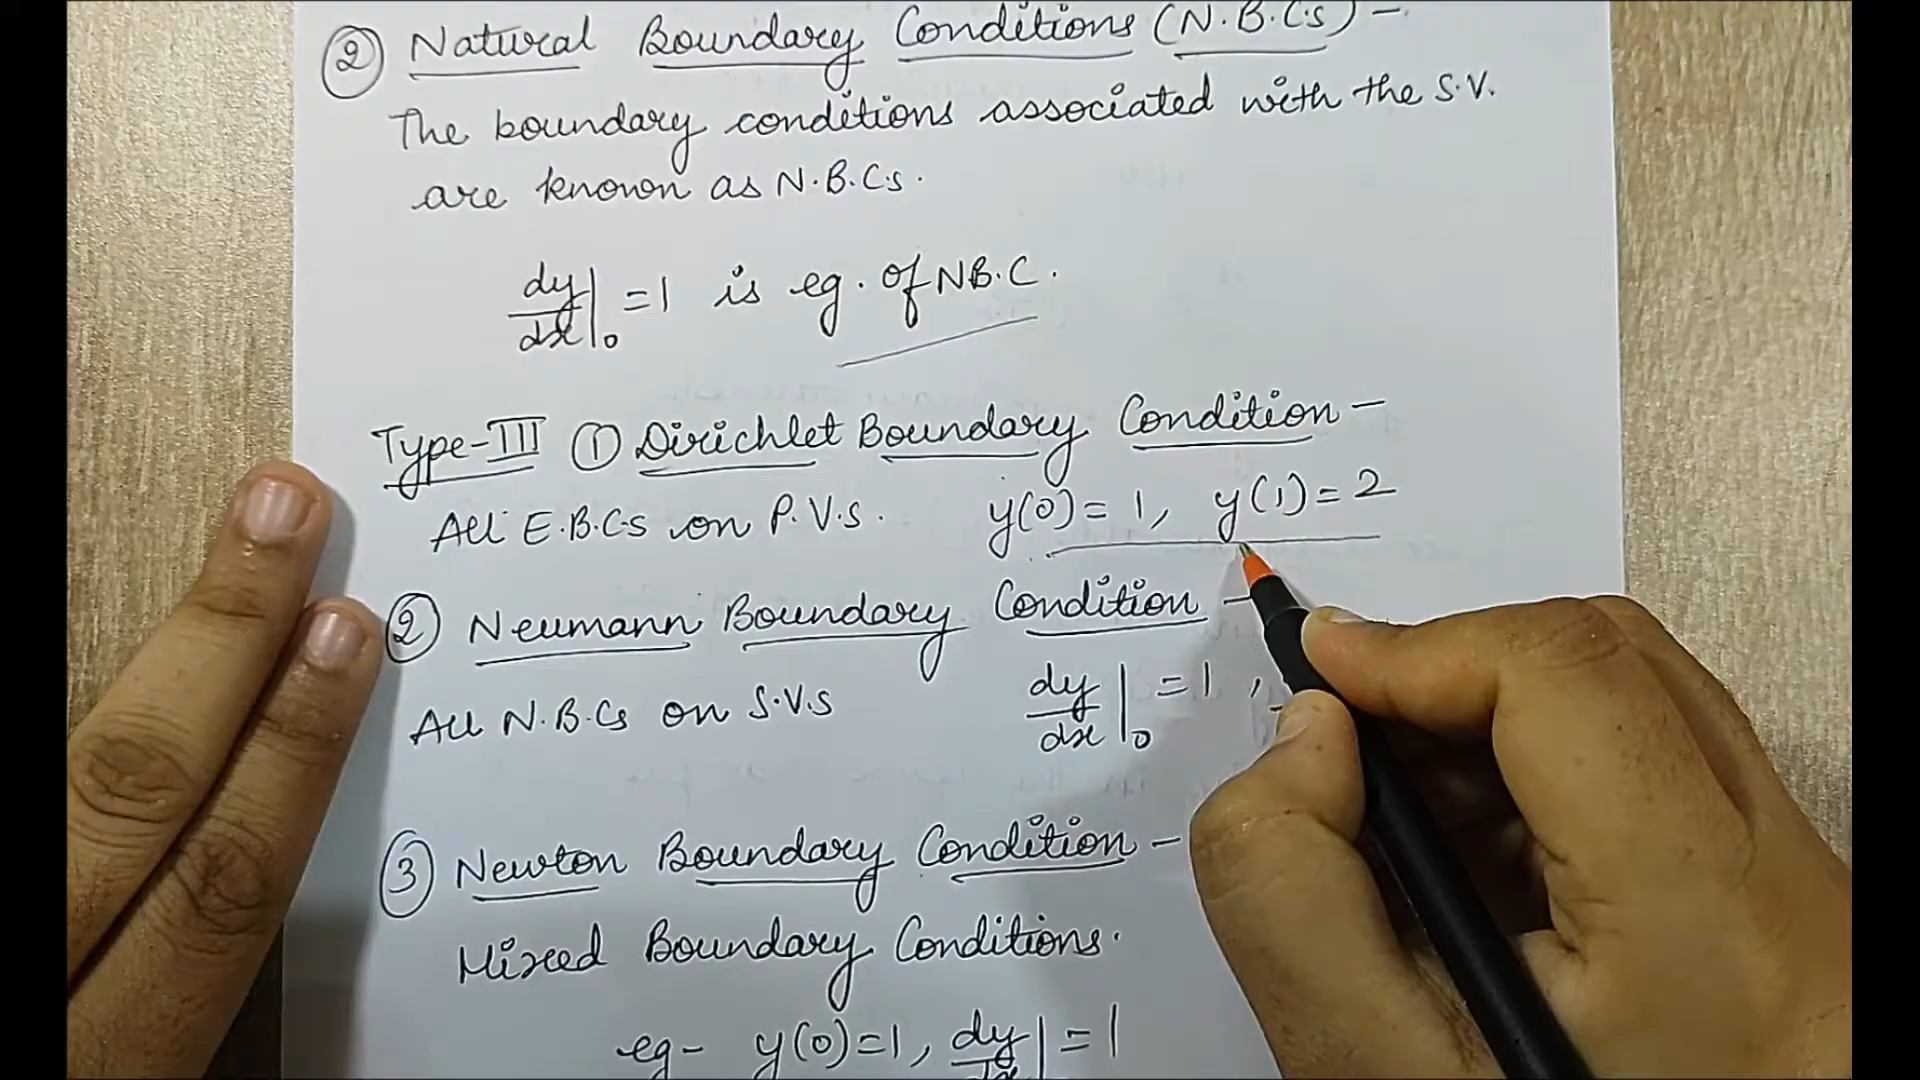 ② Natural Boundary Conditions (N.B.C.s) -
The boundary conditions associated with the S.V.
are known as N.B.C.s.
dy/dx|₀ = 1 is eg. of N.B.C.
Type-III ① Dirichlet Boundary Condition -
All E.B.C.s on P.V.s. y(0) = 1, y(1) = 2
② Neumann Boundary Condition -
All N.B.Cs on S.V.s dy/dx|₀ = 1 ,
③ Newton Boundary Condition -
Mixed Boundary Conditions.
eg - y(0)=1, dy/dx| = 1